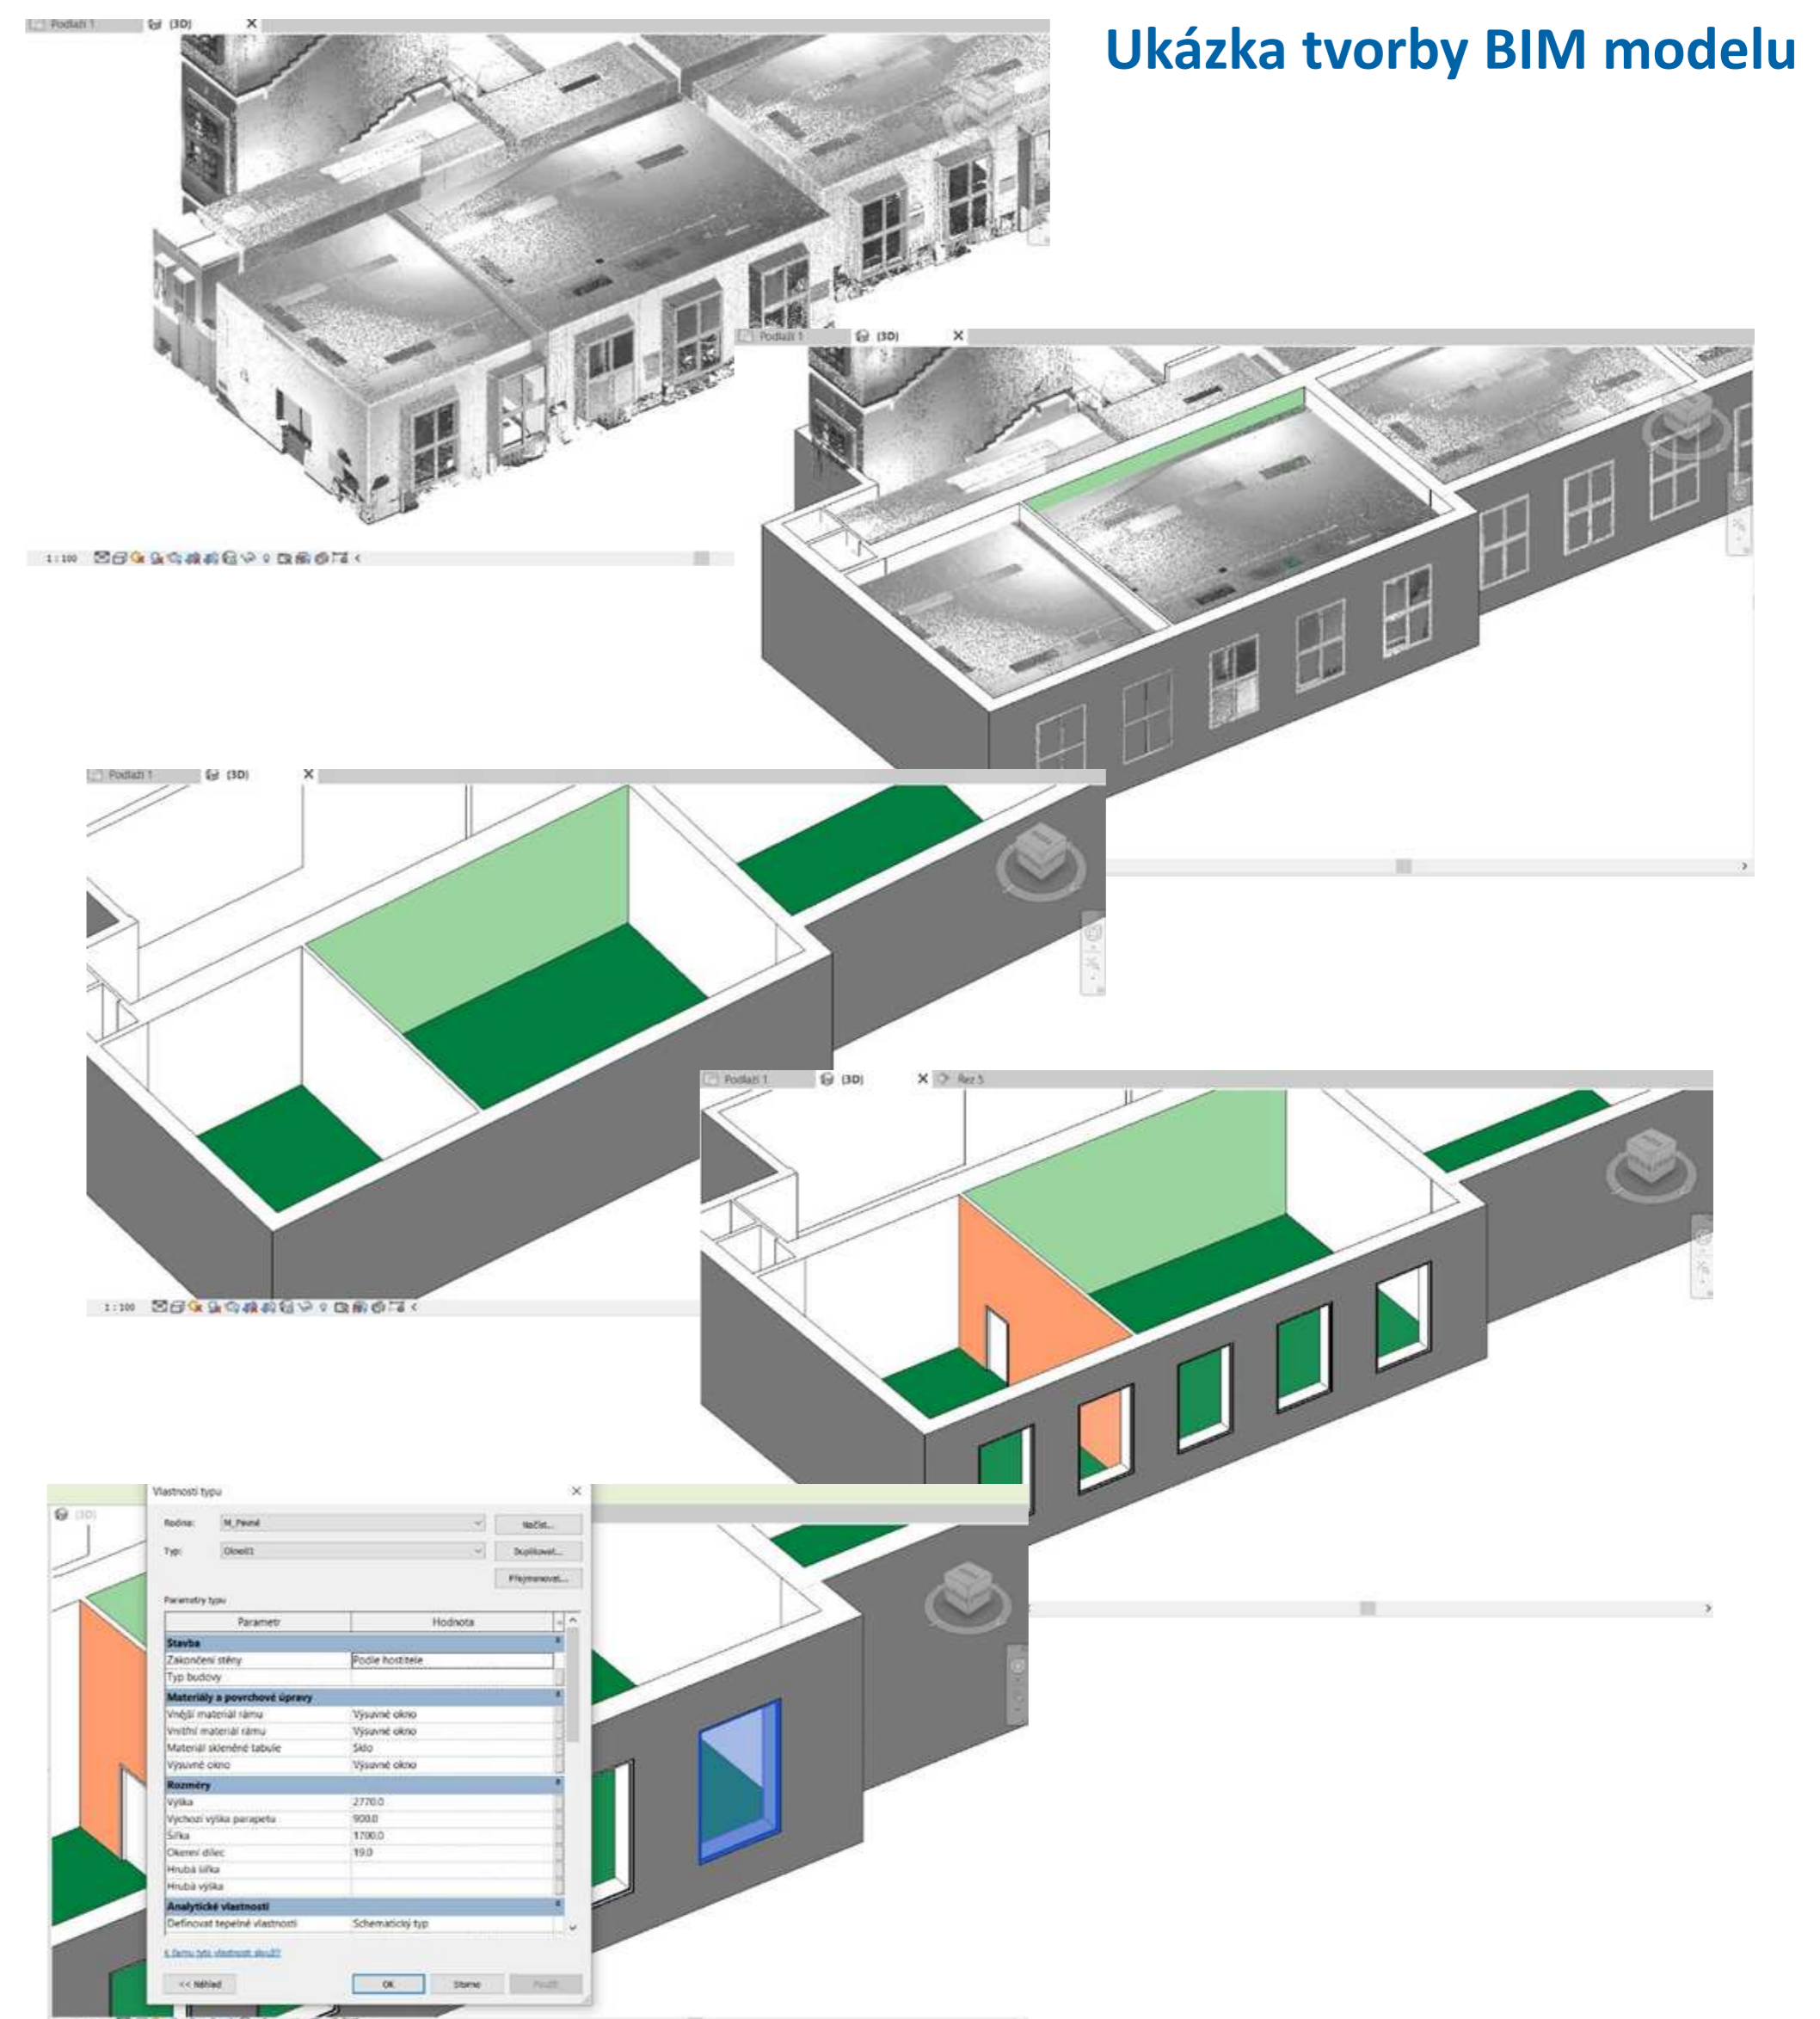 Ukázka tvorby BIM modelu
Podlaží 1 (3D)
1 : 100
Podlaží 1 (3D)
Podlaží 1 (3D)
1 : 100
Podlaží 1 (3D) Řez 5
(3D)
Vlastnosti typu
Rodina: M_Pevné Načíst...
Typ: Duplikovat...
Přejmenovat...
Parametry typu
Parametr Hodnota
Stavba
Zakončení stěny Podle hostitele
Typ budovy
Materiály a povrchové úpravy
Vnější materiál rámu Výsuvné okno
Vnitřní materiál rámu Výsuvné okno
Materiál skleněné tabule Sklo
Výsuvné okno Výsuvné okno
Rozměry
Výška 2770.0
Výchozí výška parapetu 900.0
Šířka 1700.0
Okenní dílec 19.0
Hrubá šířka
Hrubá výška
Analytické vlastnosti
Definovat tepelné vlastnosti Schematický typ
K čemu tyto vlastnosti slouží?
<< Náhled OK Storno Použít